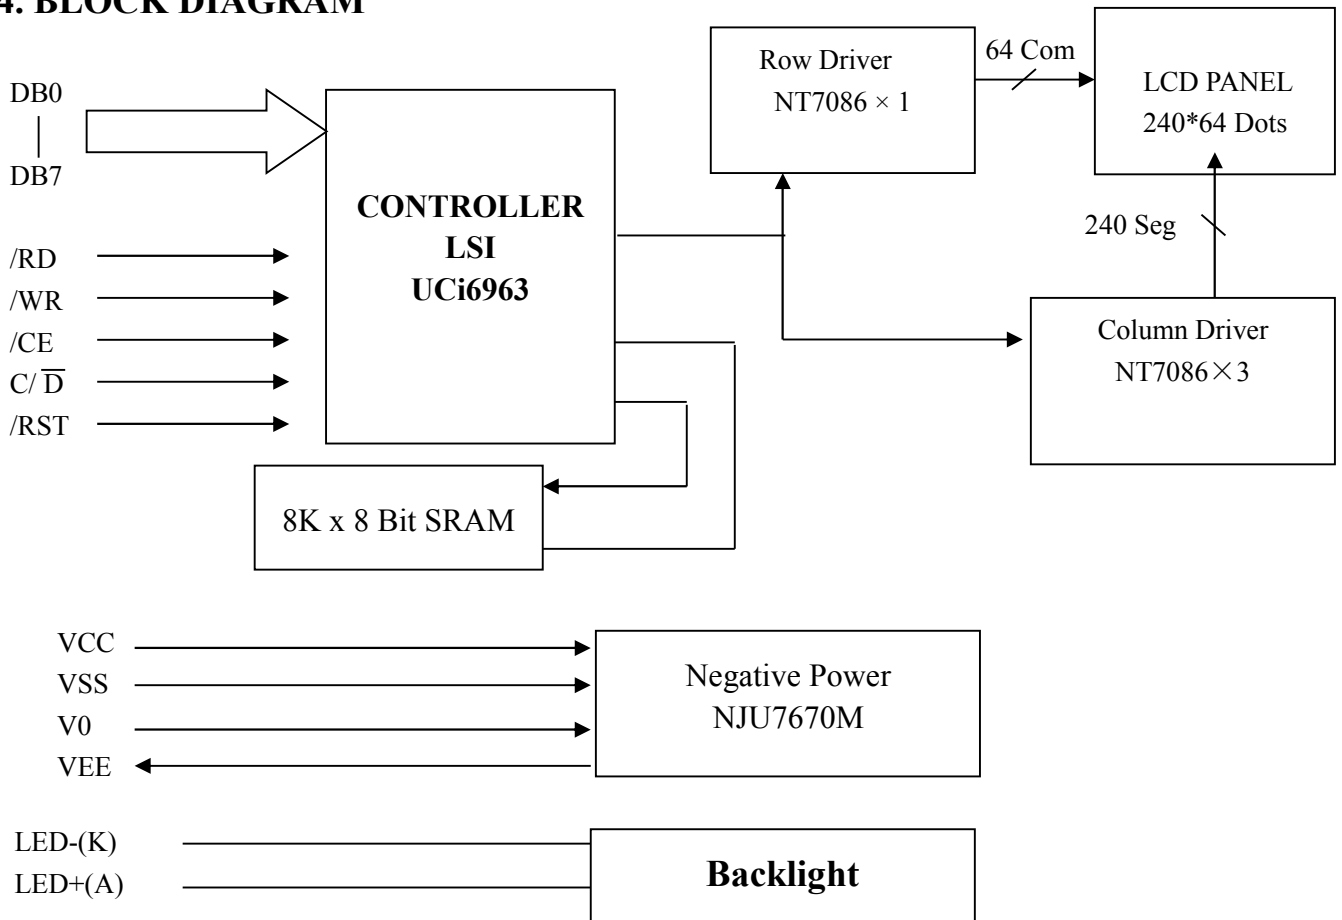 4. BLOCK DIAGRAM
DB0
DB7
/RD
/WR
/CE
C/ D̅
/RST
CONTROLLER
LSI
UCi6963
8K x 8 Bit SRAM
Row Driver
NT7086 × 1
64 Com
LCD PANEL
240*64 Dots
240 Seg
Column Driver
NT7086×3
VCC
VSS
V0
VEE
Negative Power
NJU7670M
LED-(K)
LED+(A)
Backlight